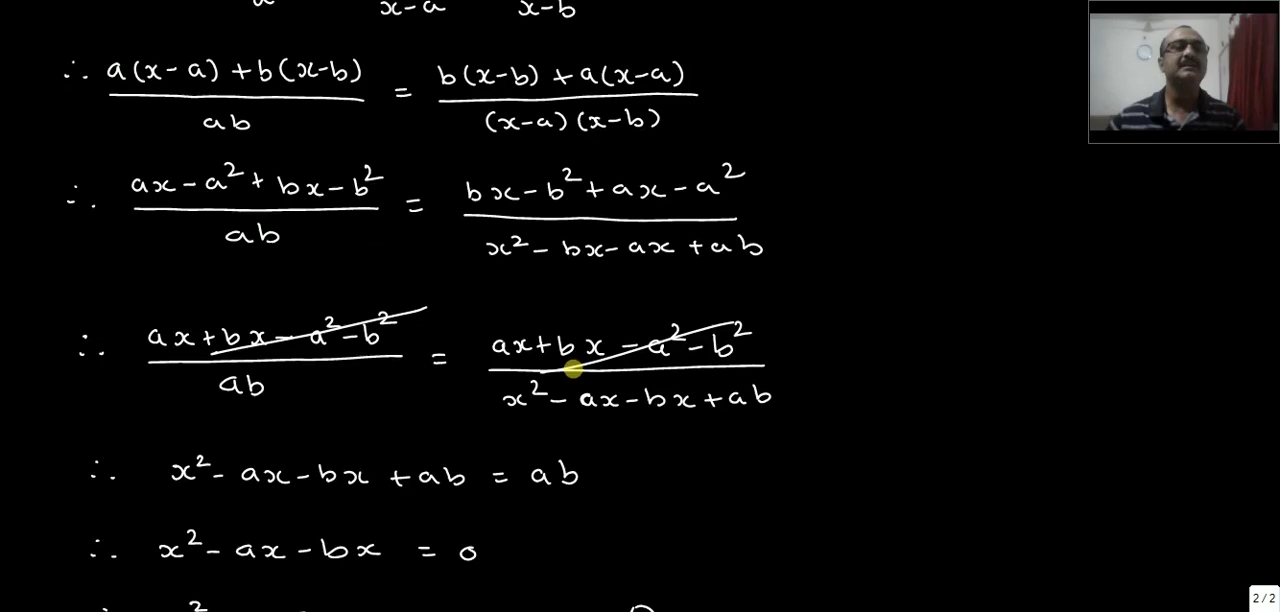 x-a x-b
∴ a(x-a)+b(x-b)/ab = b(x-b)+a(x-a)/(x-a)(x-b)
∴ ax-a²+bx-b²/ab = bx-b²+ax-a²/x²-bx-ax+ab
∴ ax+bx-a²-b²/ab = ax+bx-a²-b²/x²-ax-bx+ab
∴ x²-ax-bx+ab = ab
∴ x²-ax-bx = 0
2/2